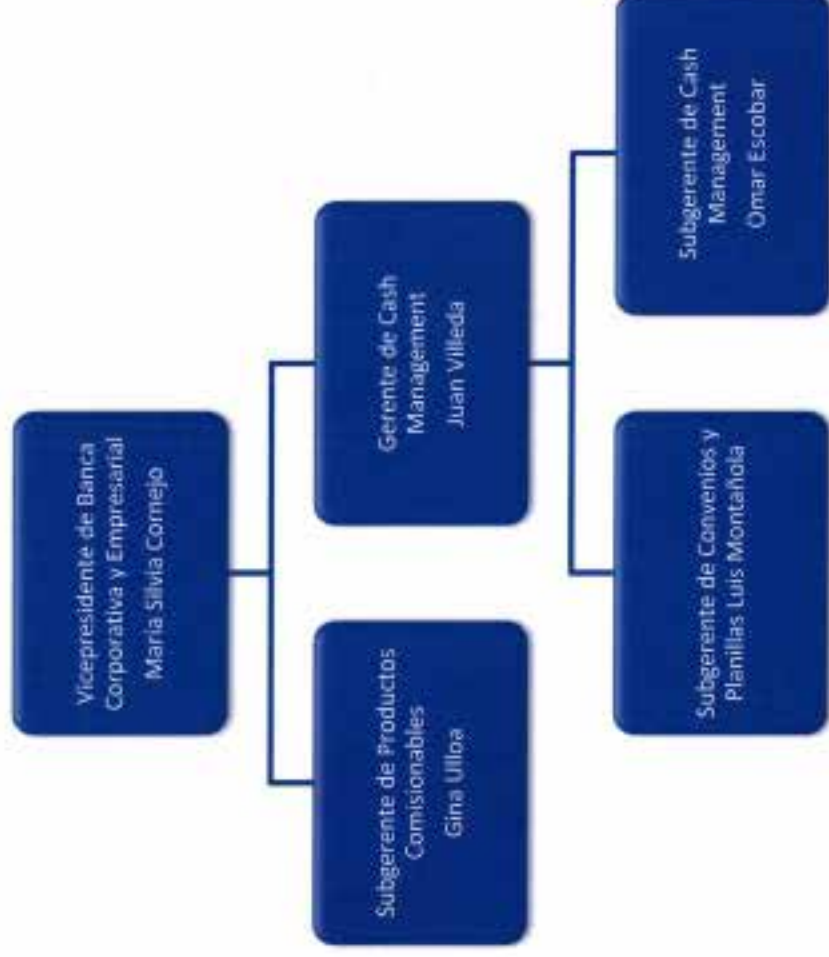 Vicepresidente de Banca
Corporativa y Empresarial
Maria Silvia Cornejo
Subgerente de Productos
Comisionables
Gina Ulloa
Gerente de Cash
Management
Juan Villeda
Subgerente de Convenios y
Planillas Luis Montañola
Subgerente de Cash
Management
Omar Escobar